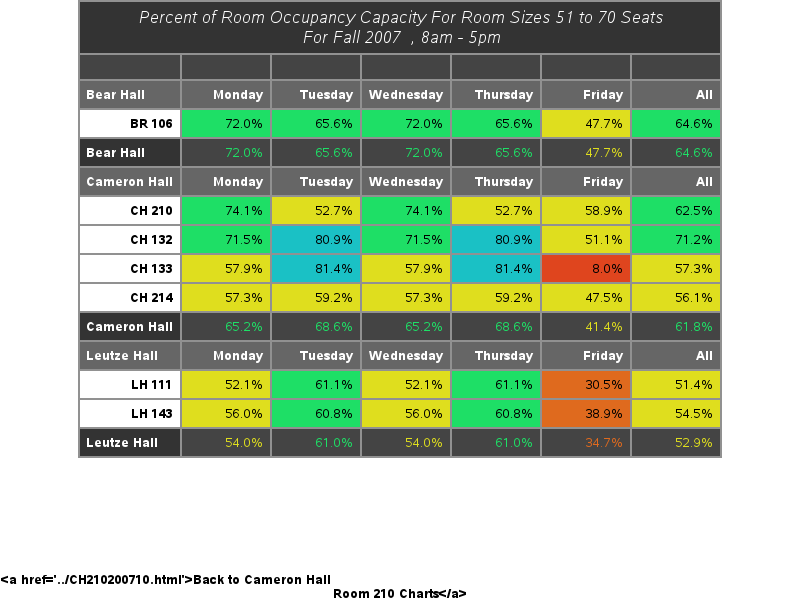 Percent of Room Occupancy Capacity For Room Sizes 51 to 70 Seats
For Fall 2007 , 8am - 5pm
Bear Hall Monday Tuesday Wednesday Thursday Friday All
BR 106 72.0% 65.6% 72.0% 65.6% 47.7% 64.6%
Bear Hall 72.0% 65.6% 72.0% 65.6% 47.7% 64.6%
Cameron Hall Monday Tuesday Wednesday Thursday Friday All
CH 210 74.1% 52.7% 74.1% 52.7% 58.9% 62.5%
CH 132 71.5% 80.9% 71.5% 80.9% 51.1% 71.2%
CH 133 57.9% 81.4% 57.9% 81.4% 8.0% 57.3%
CH 214 57.3% 59.2% 57.3% 59.2% 47.5% 56.1%
Cameron Hall 65.2% 68.6% 65.2% 68.6% 41.4% 61.8%
Leutze Hall Monday Tuesday Wednesday Thursday Friday All
LH 111 52.1% 61.1% 52.1% 61.1% 30.5% 51.4%
LH 143 56.0% 60.8% 56.0% 60.8% 38.9% 54.5%
Leutze Hall 54.0% 61.0% 54.0% 61.0% 34.7% 52.9%
<a href='../CH210200710.html'>Back to Cameron Hall
Room 210 Charts</a>